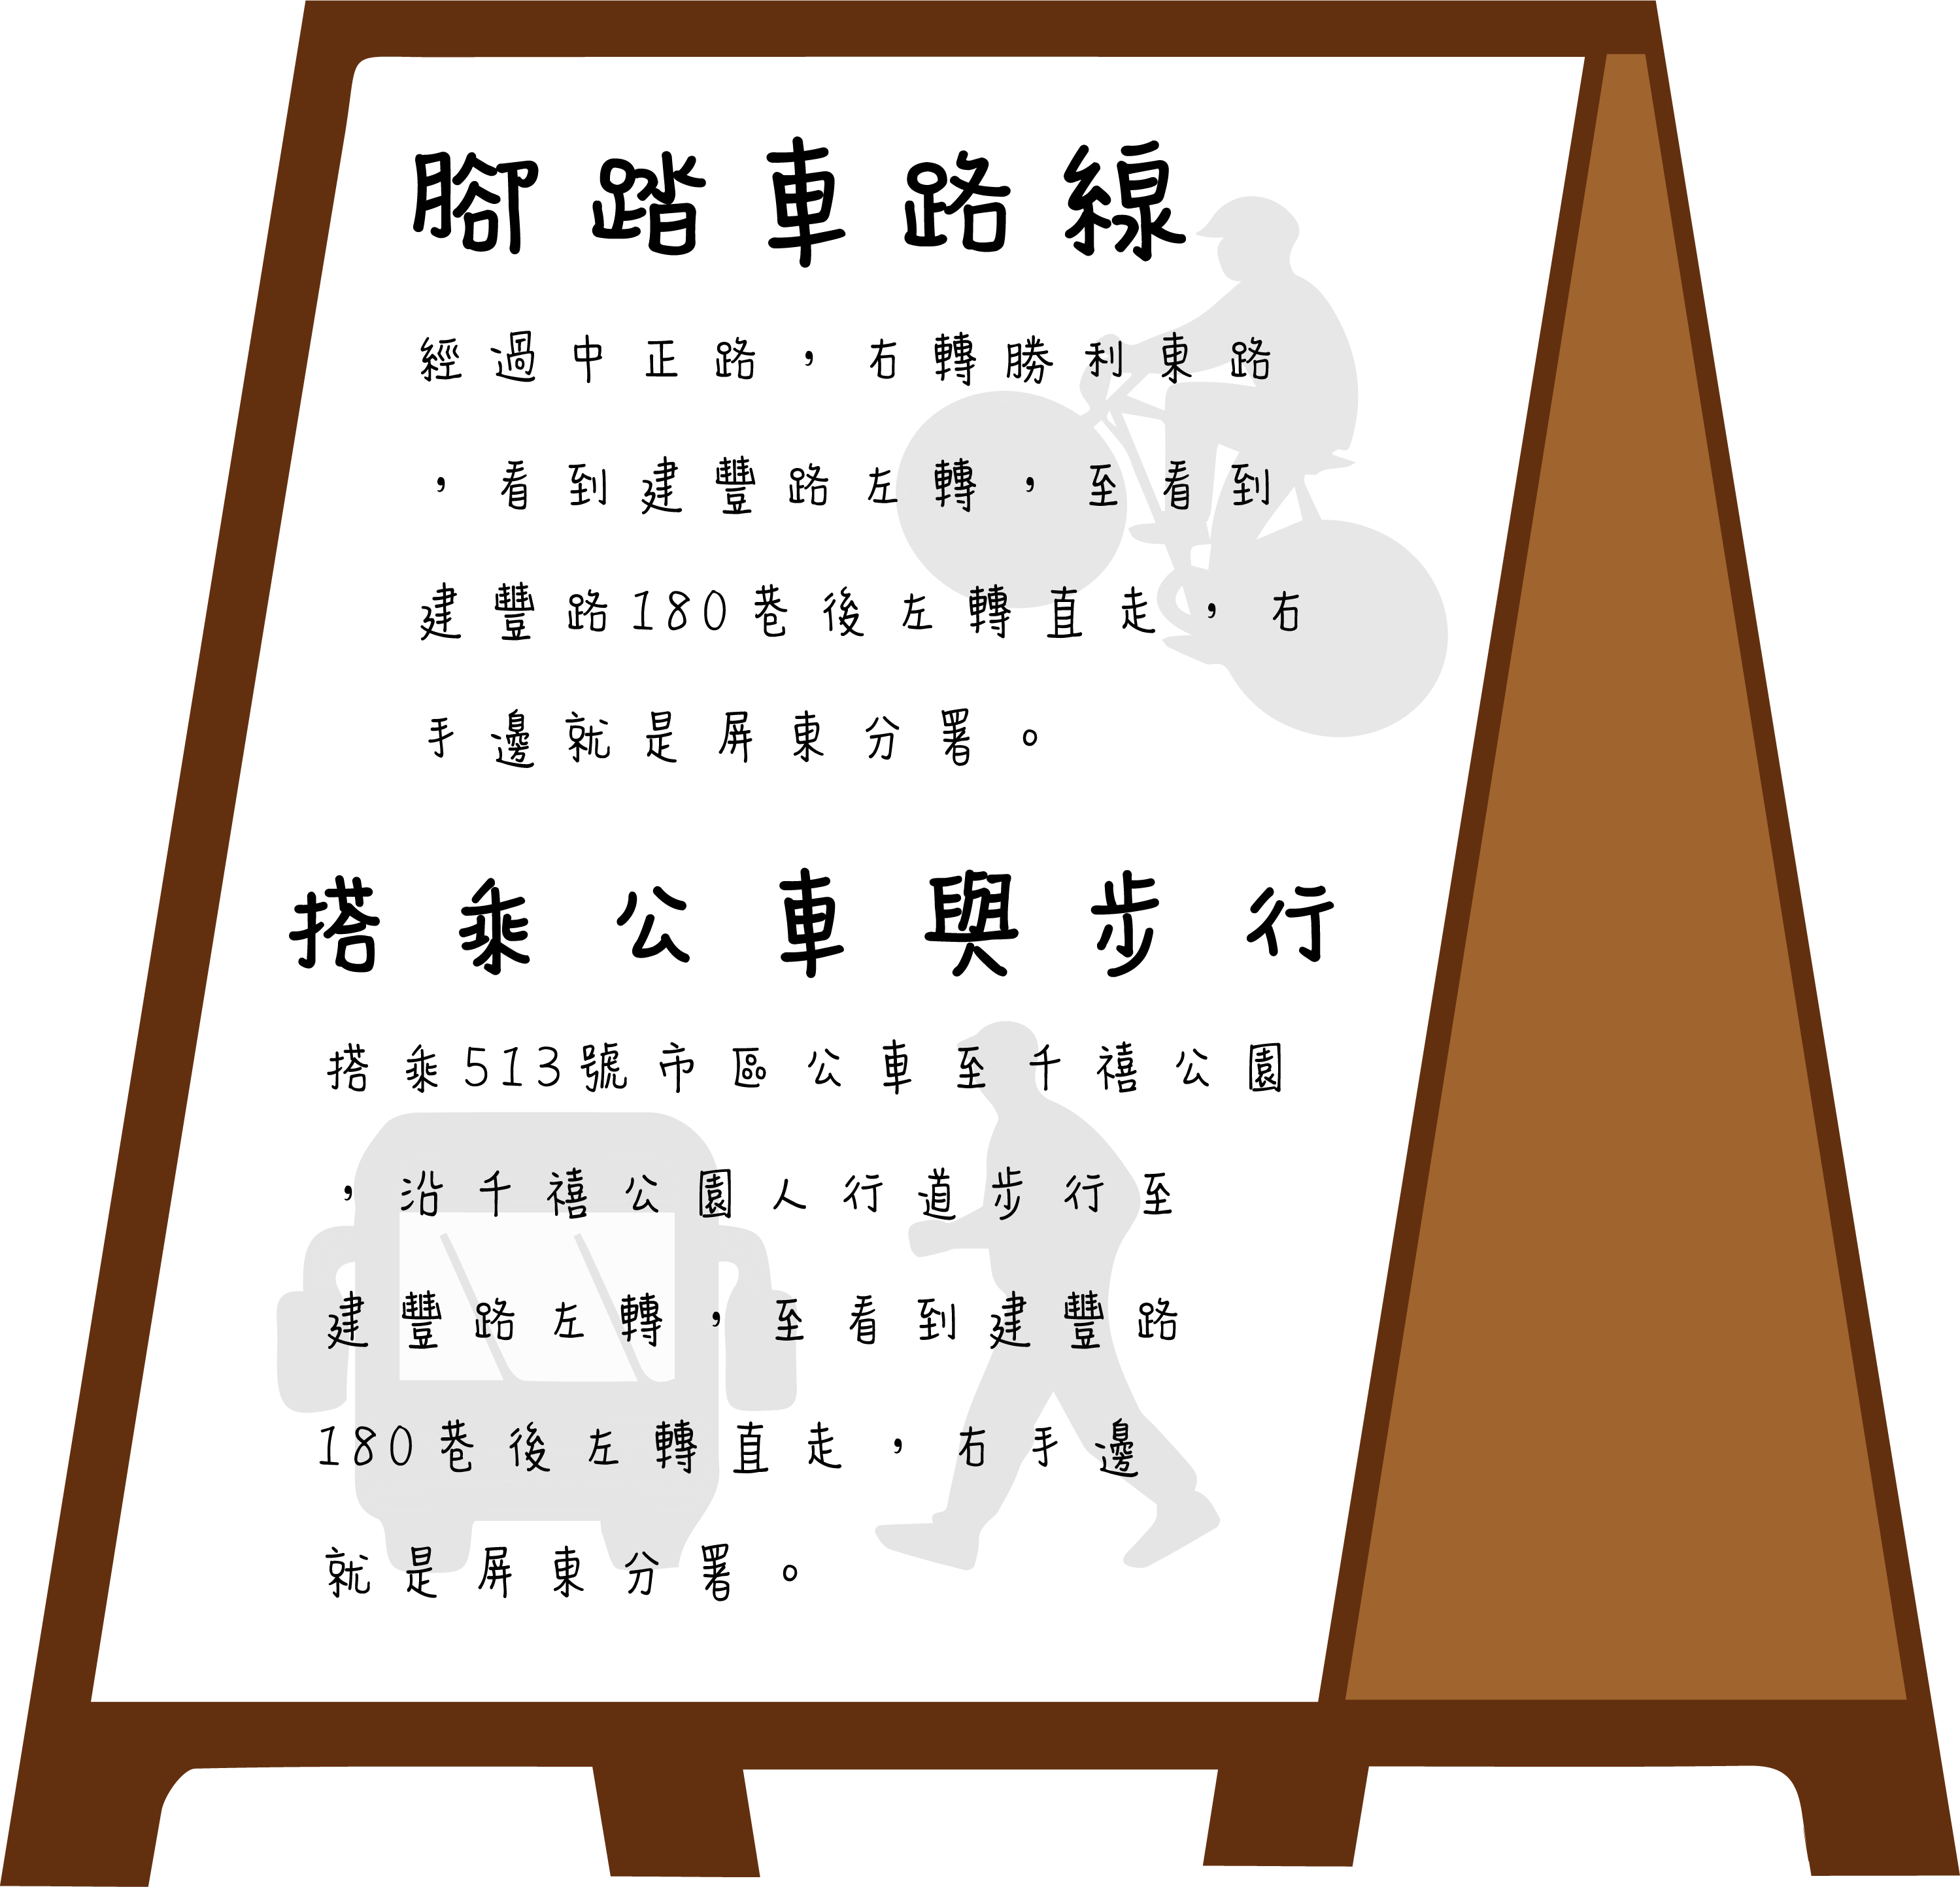 腳踏車路線
經過中正路，右轉勝利東路
，看到建豐路左轉，至看到
建豐路180巷後左轉直走，右
手邊就是屏東分署。
搭乘公車與步行
搭乘513號市區公車至千禧公園
，沿千禧公園人行道步行至
建豐路左轉，至看到建豐路
180巷後左轉直走，右手邊
就是屏東分署。